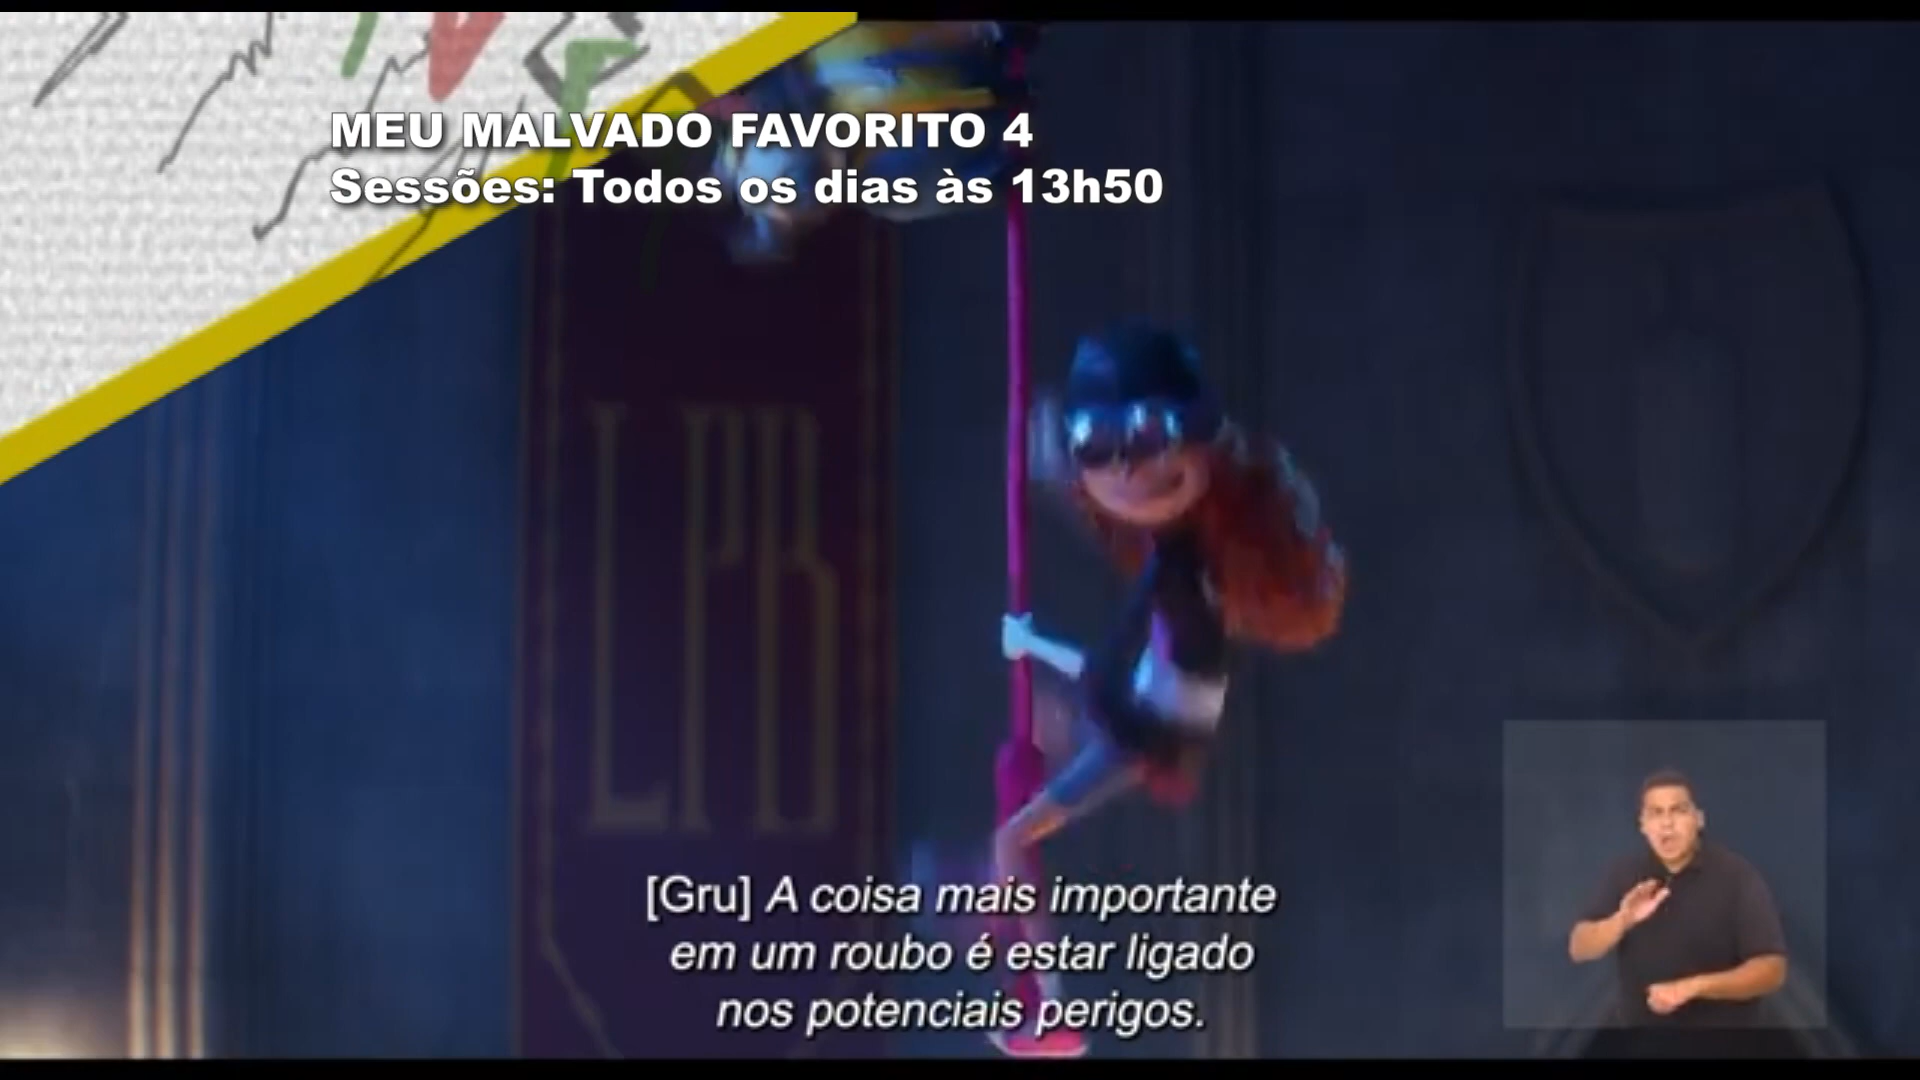 MEU MALVADO FAVORITO 4
Sessões: Todos os dias às 13h50
LPB
[Gru] A coisa mais importante
em um roubo é estar ligado
nos potenciais perigos.